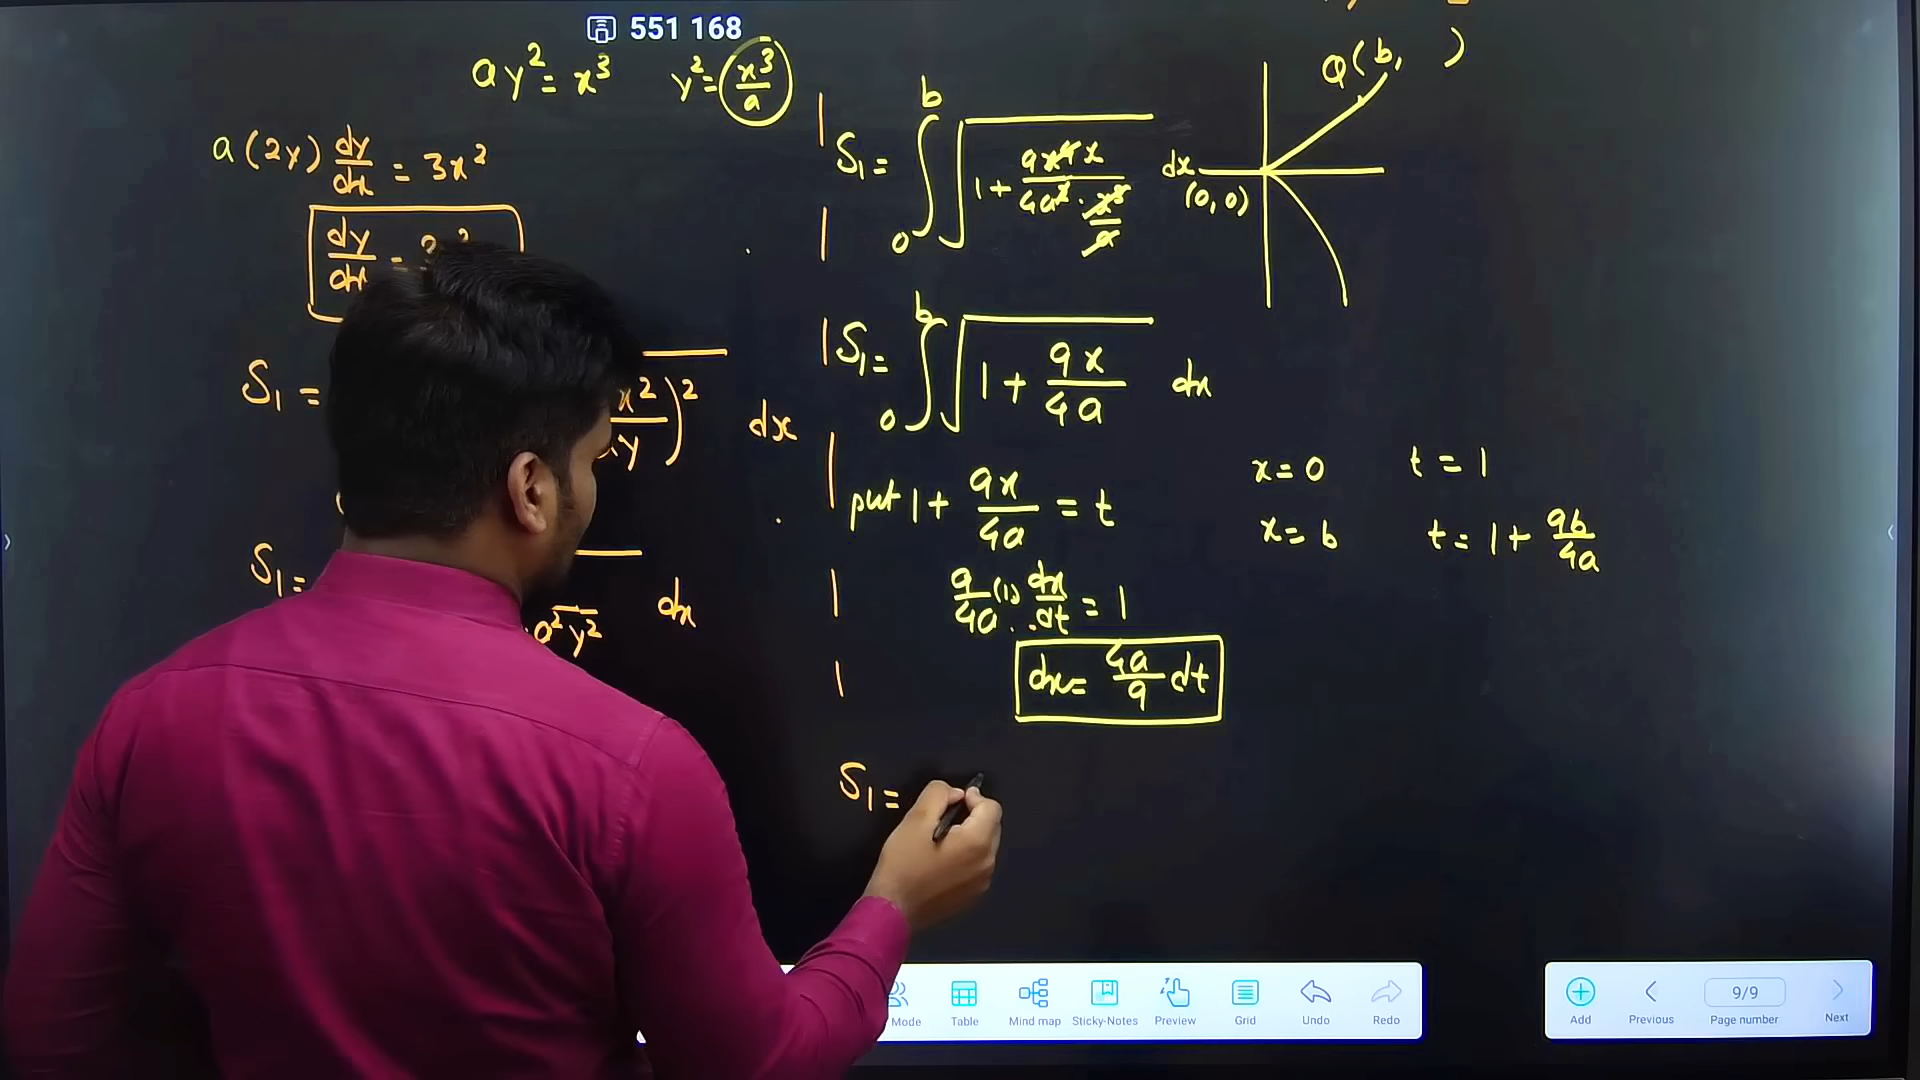 551 168
ay² = x³ y² = x³/a
a(2y) dy/dx = 3x²
dy/dx =
S₁ =
x²
y
)² dx
S₁ =
a²y² dx
S₁ = ∫₀ᵇ √(1 + 9x⁴x/(4a² · x³/a)) dx
(0,0)
Q(b, )
S₁ = ∫₀ᵇ √(1 + 9x/4a) dx
put 1 + 9x/4a = t
x = 0 t = 1
x = b t = 1 + 9b/4a
9/4a (1) dx/dt = 1
dx = 4a/9 dt
S₁ =
Mode Table Mind map Sticky-Notes Preview Grid Undo Redo
Add Previous 9/9 Page number Next